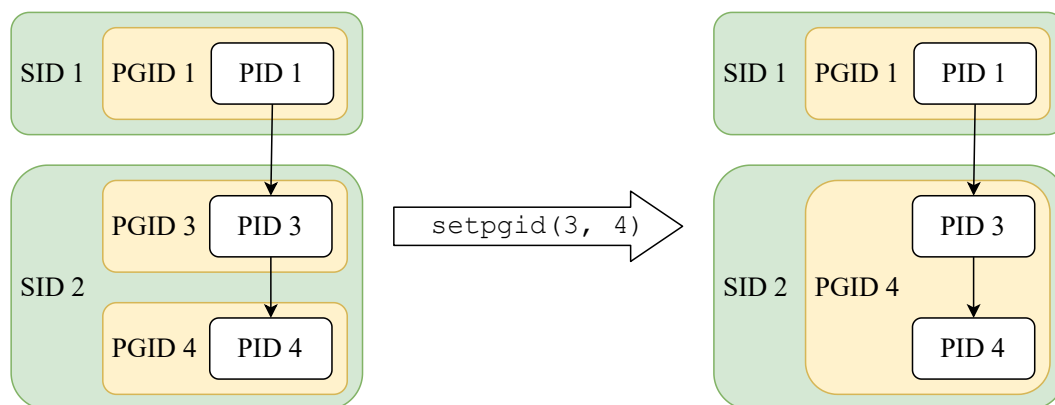 SID 1
PGID 1
PID 1
SID 2
PGID 3
PID 3
PGID 4
PID 4
setpgid(3, 4)
SID 1
PGID 1
PID 1
SID 2
PGID 4
PID 3
PID 4